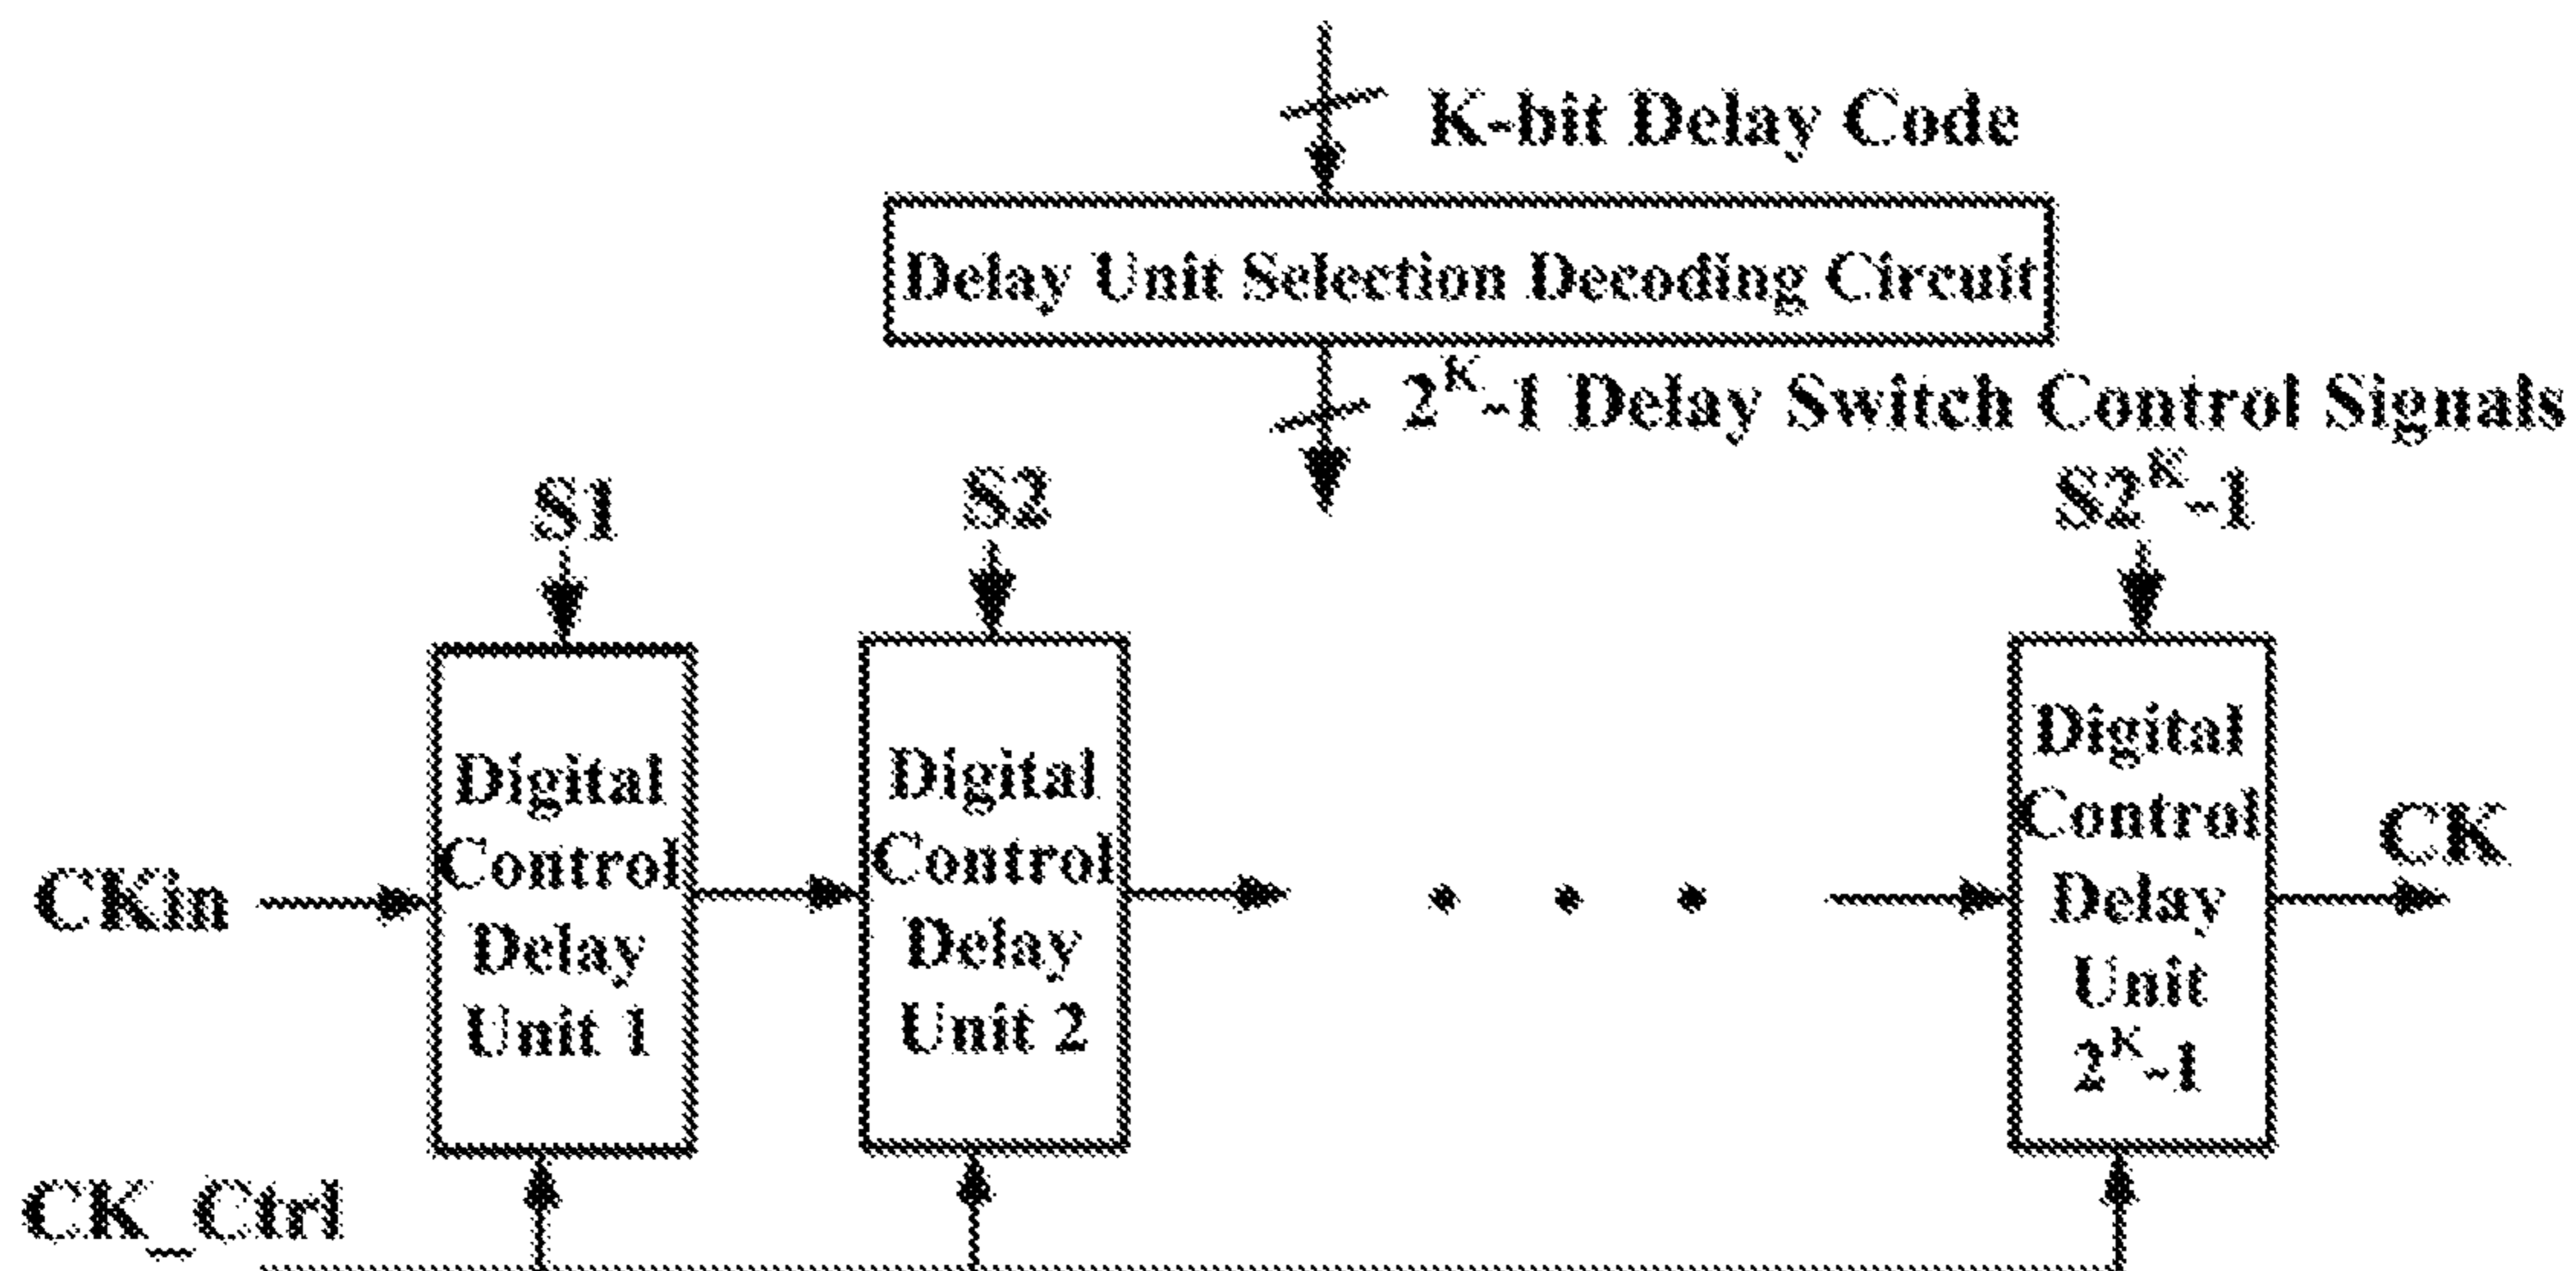 K-bit Delay Code
Delay Unit Selection Decoding Circuit
2^K-1 Delay Switch Control Signals
S1
S2
S2^K-1
Digital
Control
Delay
Unit 1
Digital
Control
Delay
Unit 2
Digital
Control
Delay
Unit
2^K-1
CKin
CK
CK_Ctrl